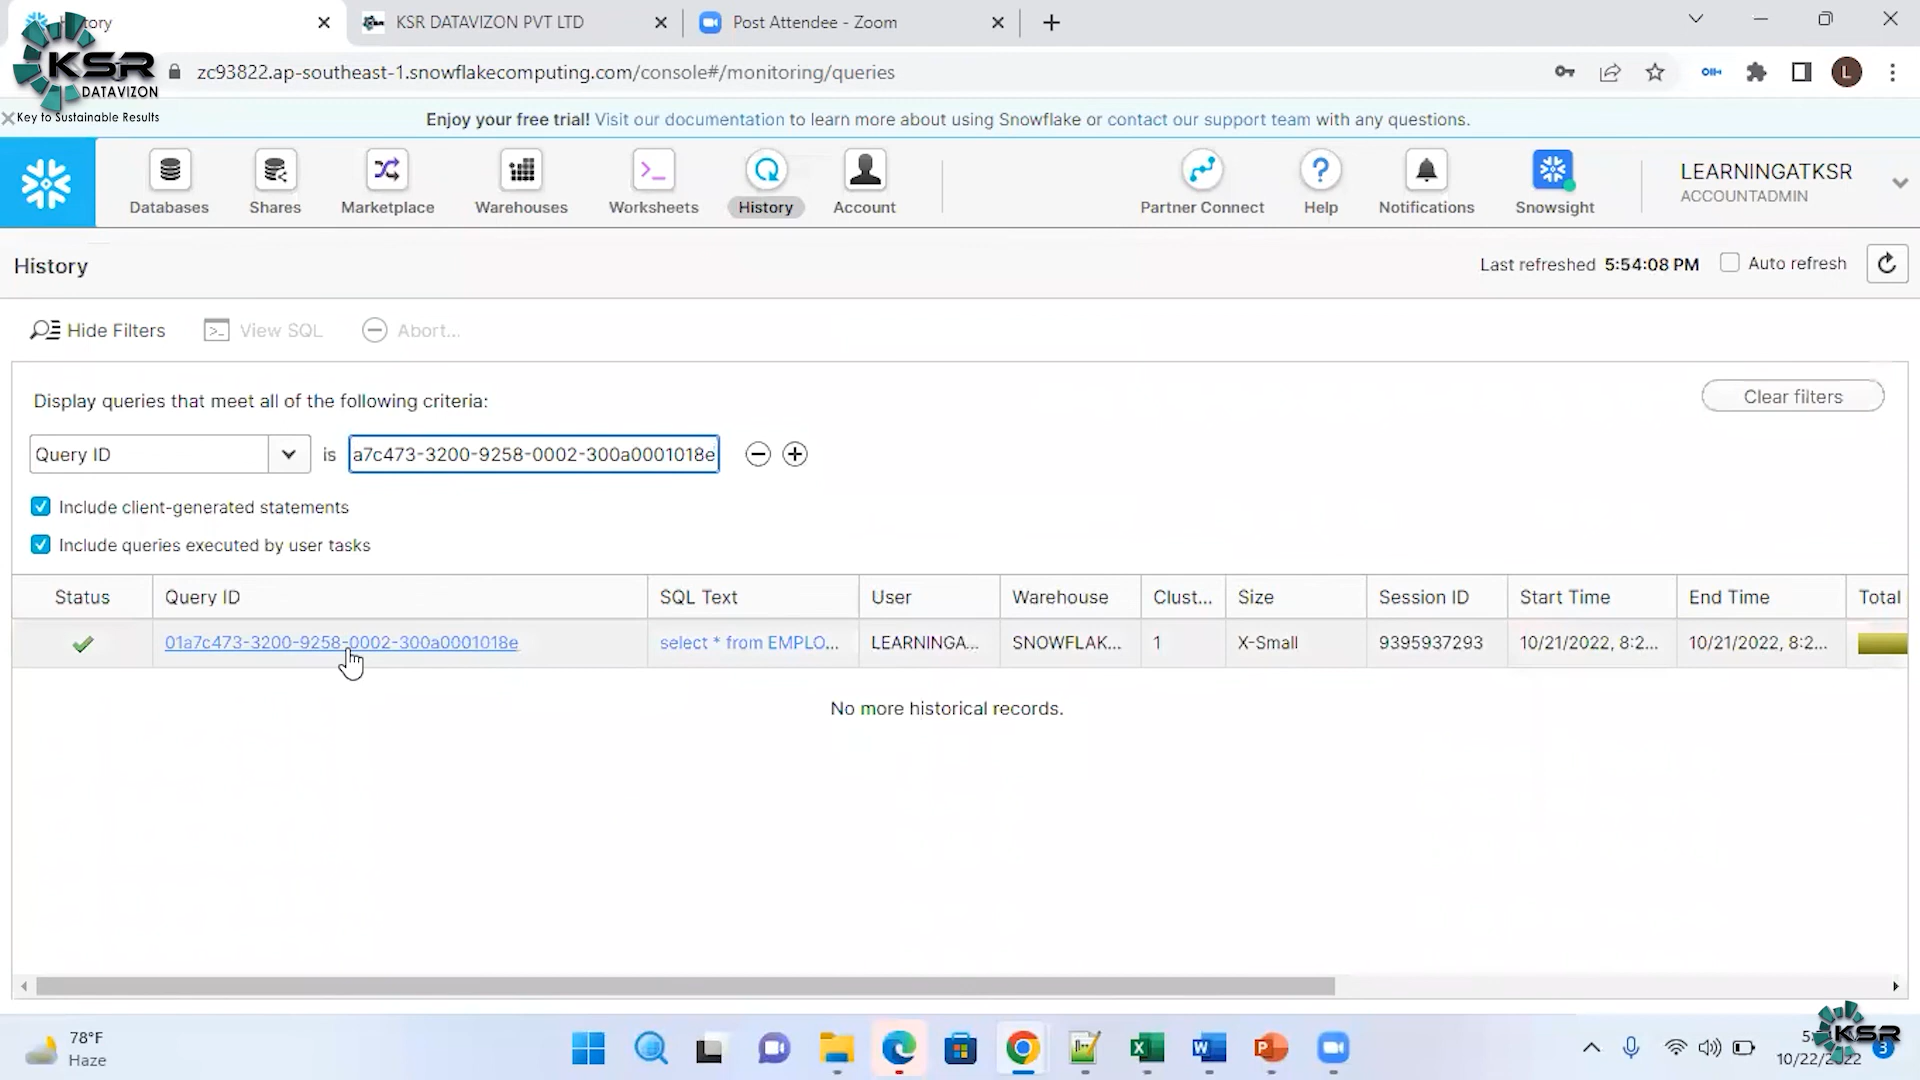 History
KSR DATAVIZON PVT LTD
Post Attendee - Zoom
KSR
DATAVIZON
Key to Sustainable Results
zc93822.ap-southeast-1.snowflakecomputing.com/console#/monitoring/queries
L
Enjoy your free trial! Visit our documentation to learn more about using Snowflake or contact our support team with any questions.
Databases
Shares
Marketplace
Warehouses
Worksheets
History
Account
Partner Connect
Help
Notifications
Snowsight
LEARNINGATKSR
ACCOUNTADMIN
History
Last refreshed 5:54:08 PM
Auto refresh
Hide Filters
View SQL
Abort...
Display queries that meet all of the following criteria:
Clear filters
Query ID
is
a7c473-3200-9258-0002-300a0001018e
Include client-generated statements
Include queries executed by user tasks
Status Query ID SQL Text User Warehouse Clust... Size Session ID Start Time End Time Total
01a7c473-3200-9258-0002-300a0001018e select * from EMPLO... LEARNINGA... SNOWFLAK... 1 X-Small 9395937293 10/21/2022, 8:2... 10/21/2022, 8:2...
No more historical records.
78°F
Haze
10/22/2022
3
KSR